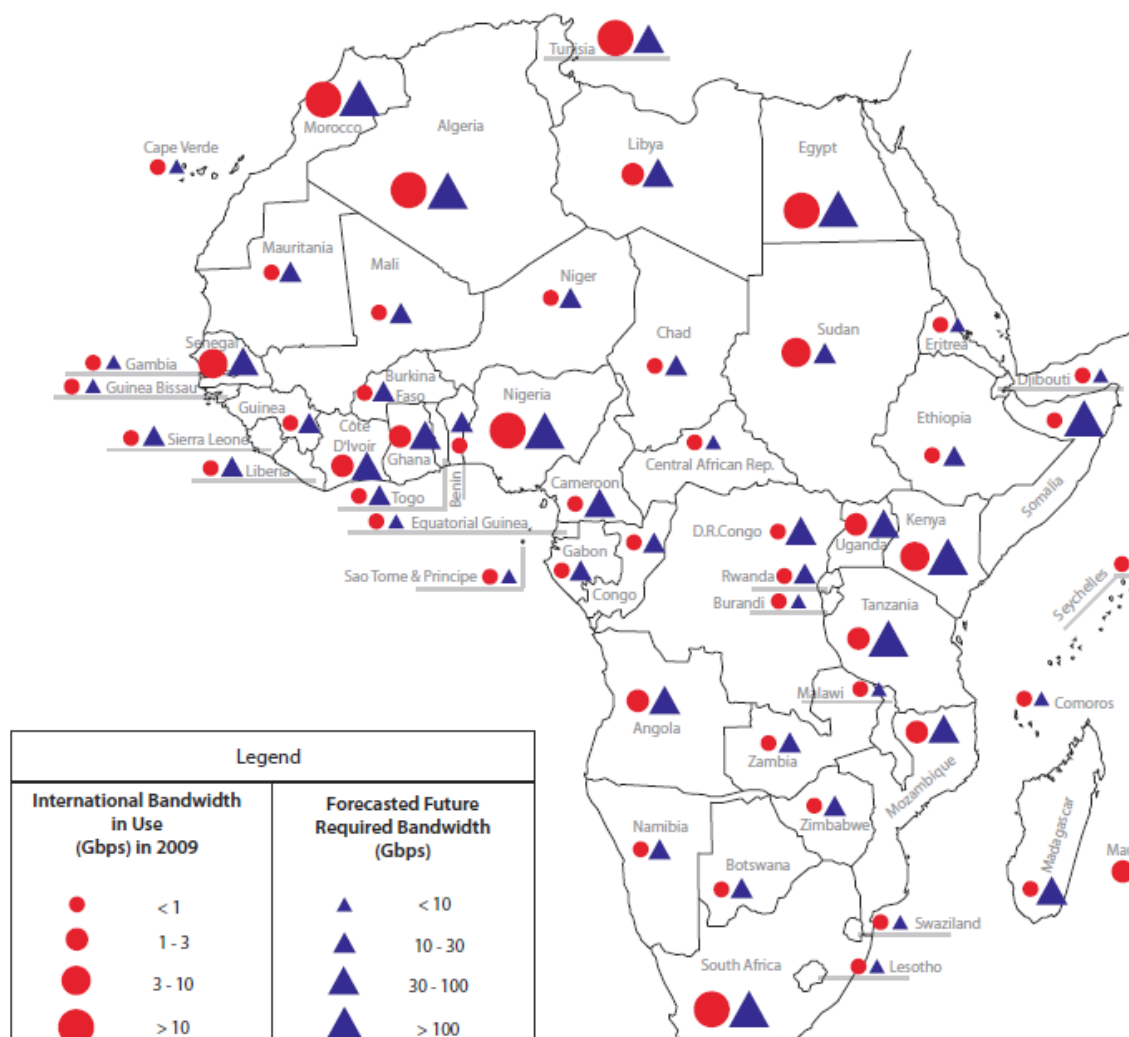 Tunisia
Morocco
Algeria
Libya
Egypt
Cape Verde
Mauritania
Mali
Niger
Chad
Sudan
Eritrea
Senegal
Gambia
Guinea Bissau
Burkina
Faso
Nigeria
Djibouti
Ethiopia
Guinea
Côte
D'Ivoir
Ghana
Sierra Leone
Liberia
Togo
Benin
Central African Rep.
Cameroon
Somalia
Equatorial Guinea
D.R.Congo
Uganda
Kenya
Gabon
Sao Tome & Principe
Congo
Rwanda
Burandi
Tanzania
Seychelles
Malawi
Comoros
Angola
Zambia
Mozambique
Zimbabwe
Namibia
Botswana
Madagascar
Mau
Swaziland
South Africa
Lesotho
Legend
International Bandwidth
in Use
(Gbps) in 2009
Forecasted Future
Required Bandwidth
(Gbps)
< 1
< 10
1 - 3
10 - 30
3 - 10
30 - 100
> 10
> 100